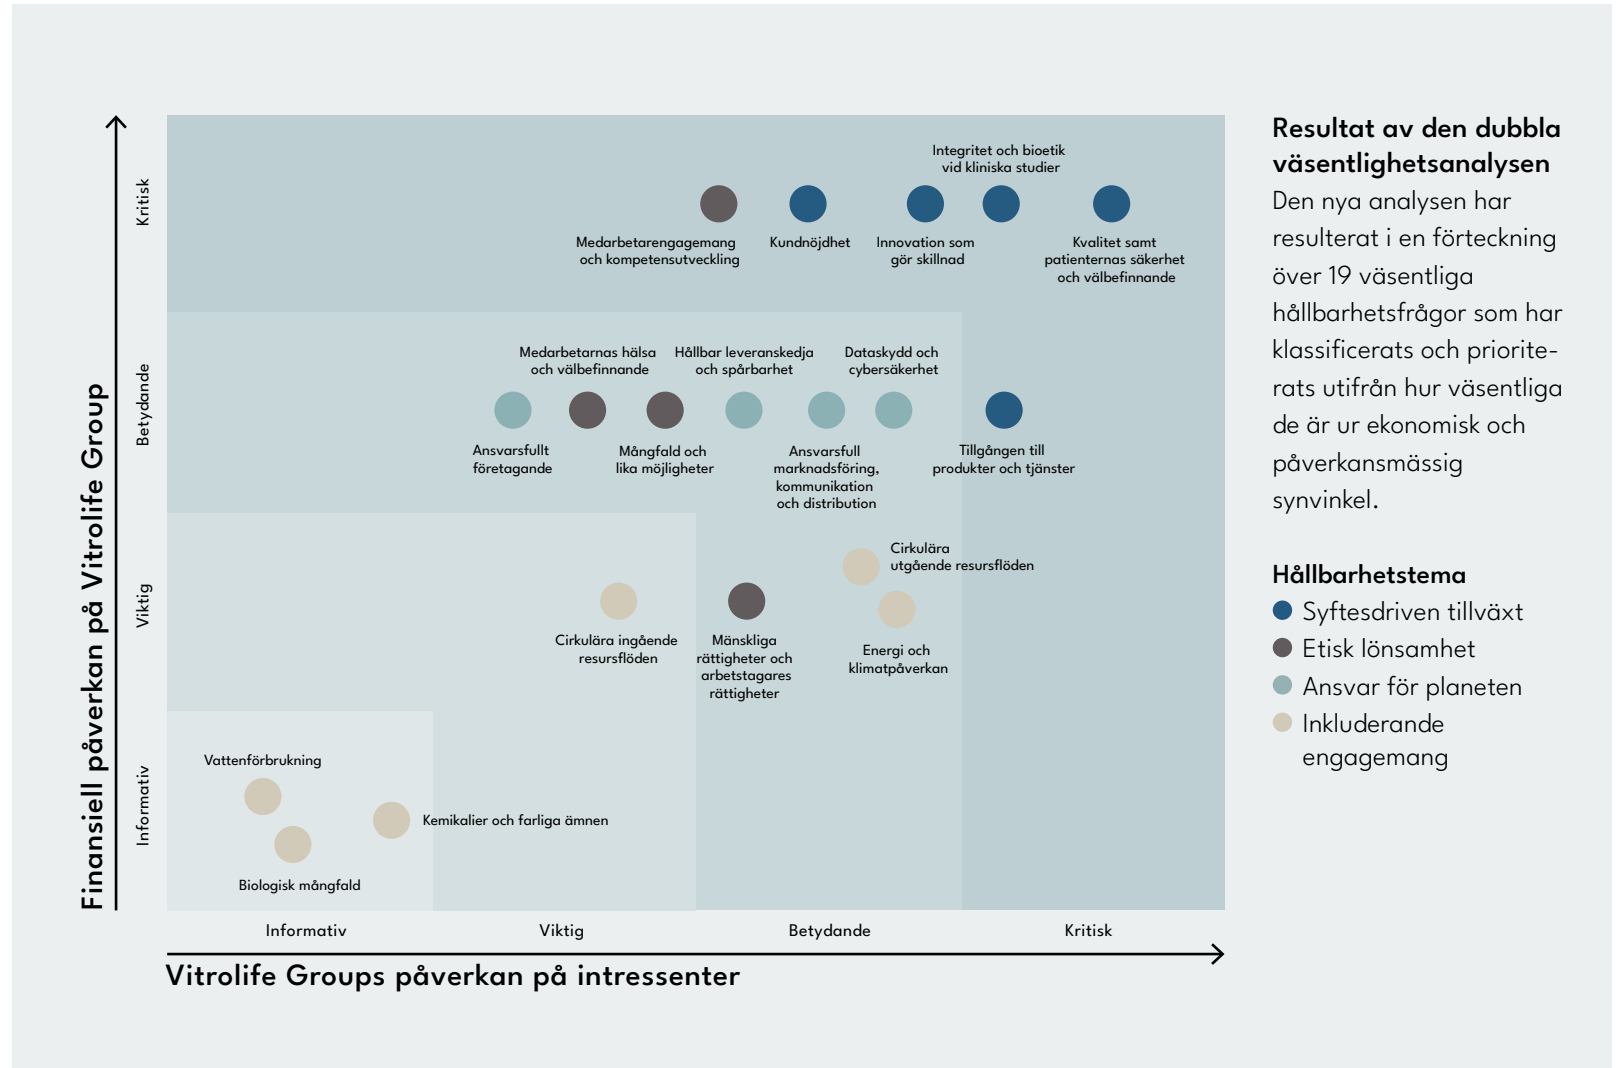 Finansiell påverkan på Vitrolife Group
Kritisk
Betydande
Viktig
Informativ
Integritet och bioetik
vid kliniska studier
Medarbetarengagemang
och kompetensutveckling
Kundnöjdhet
Innovation som
gör skillnad
Kvalitet samt
patienternas säkerhet
och välbefinnande
Medarbetarnas hälsa
och välbefinnande
Hållbar leveranskedja
och spårbarhet
Dataskydd och
cybersäkerhet
Ansvarsfullt
företagande
Mångfald och
lika möjligheter
Ansvarsfull
marknadsföring,
kommunikation
och distribution
Tillgången till
produkter och tjänster
Cirkulära
utgående resursflöden
Cirkulära ingående
resursflöden
Mänskliga
rättigheter och
arbetstagares
rättigheter
Energi och
klimatpåverkan
Vattenförbrukning
Kemikalier och farliga ämnen
Biologisk mångfald
Informativ
Viktig
Betydande
Kritisk
Vitrolife Groups påverkan på intressenter
Resultat av den dubbla
väsentlighetsanalysen
Den nya analysen har
resulterat i en förteckning
över 19 väsentliga
hållbarhetsfrågor som har
klassificerats och priorite-
rats utifrån hur väsentliga
de är ur ekonomisk och
påverkansmässig
synvinkel.
Hållbarhetstema
Syftesdriven tillväxt
Etisk lönsamhet
Ansvar för planeten
Inkluderande
engagemang